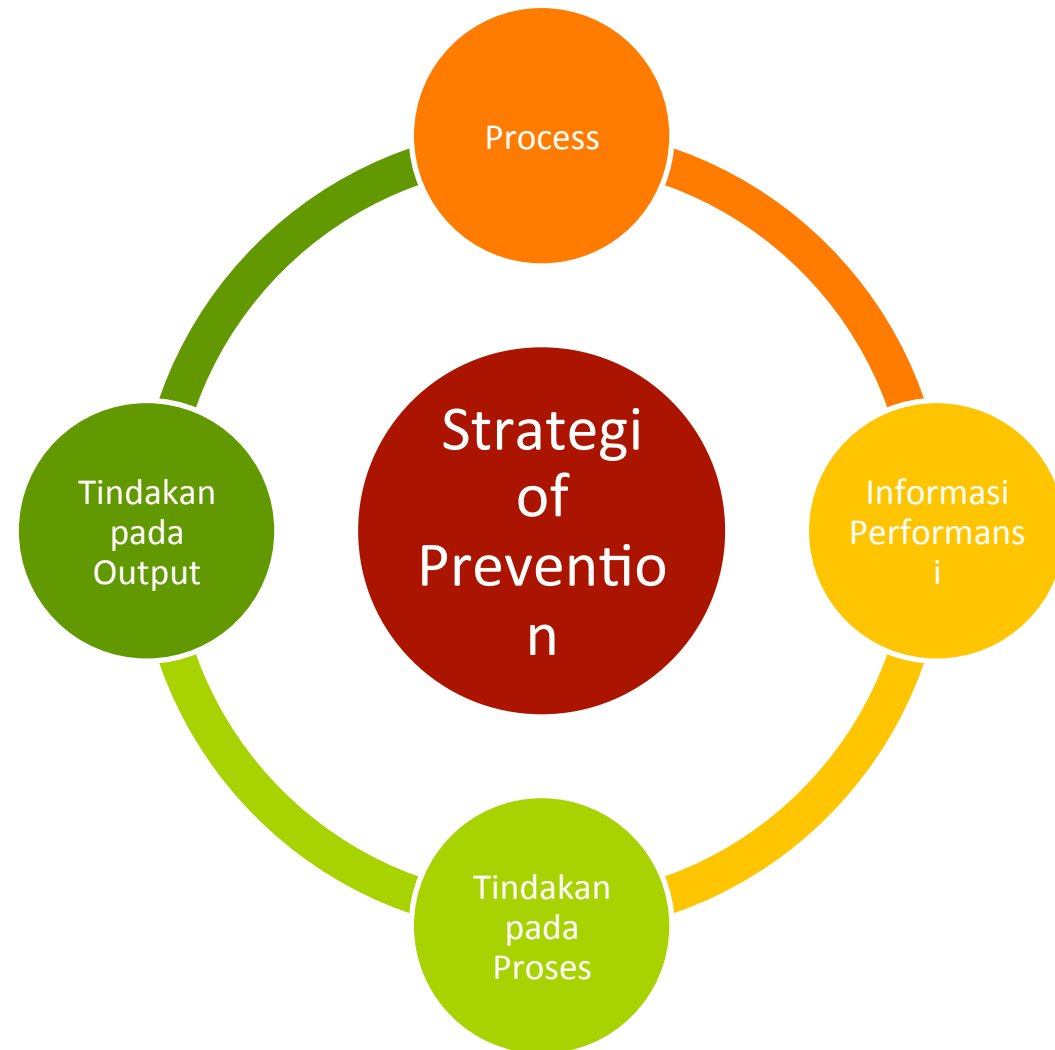 Process
Strategi
of
Preventio
n
Tindakan
pada
Output
Informasi
Performans
i
Tindakan
pada
Proses